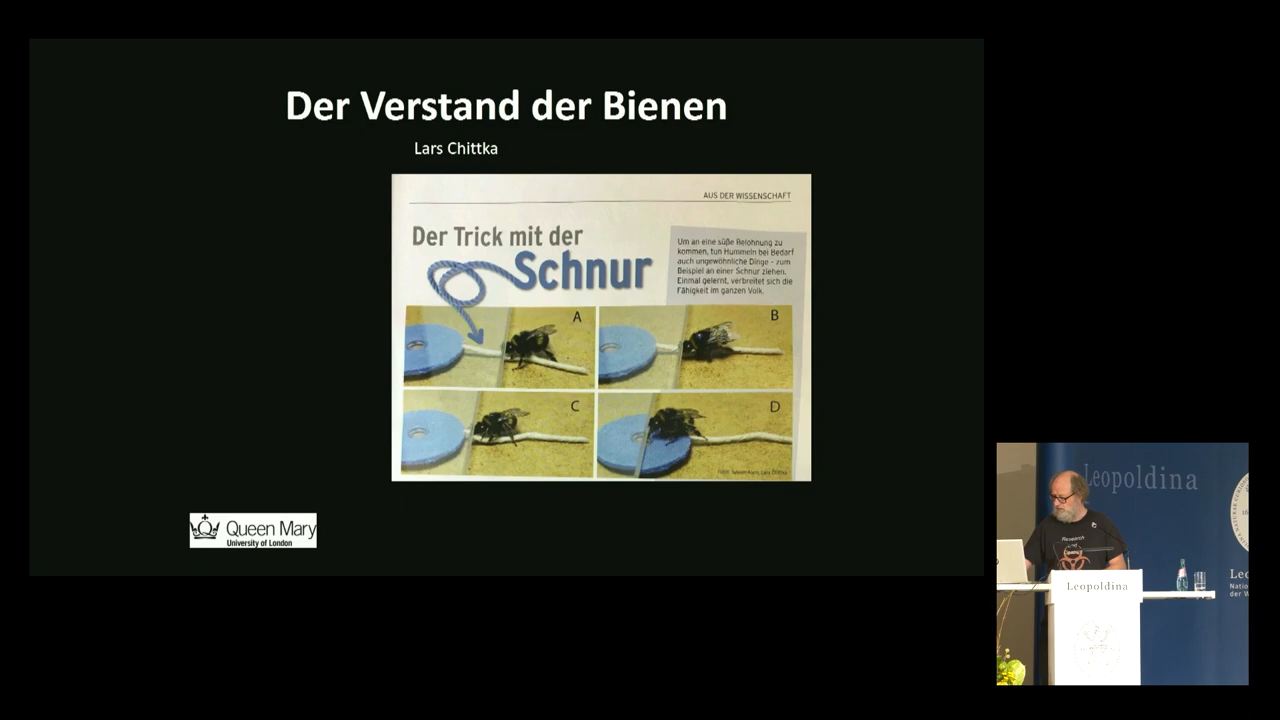 Der Verstand der Bienen
Lars Chittka
AUS DER WISSENSCHAFT
Der Trick mit der
Schnur
Um an eine süße Belohnung zu
kommen, tun Hummeln bei Bedarf
auch ungewöhnliche Dinge – zum
Beispiel an einer Schnur ziehen.
Einmal gelernt, verbreitet sich die
Fähigkeit im ganzen Volk.
A
B
C
D
Queen Mary
University of London
Leopoldina
Research
Leopoldina